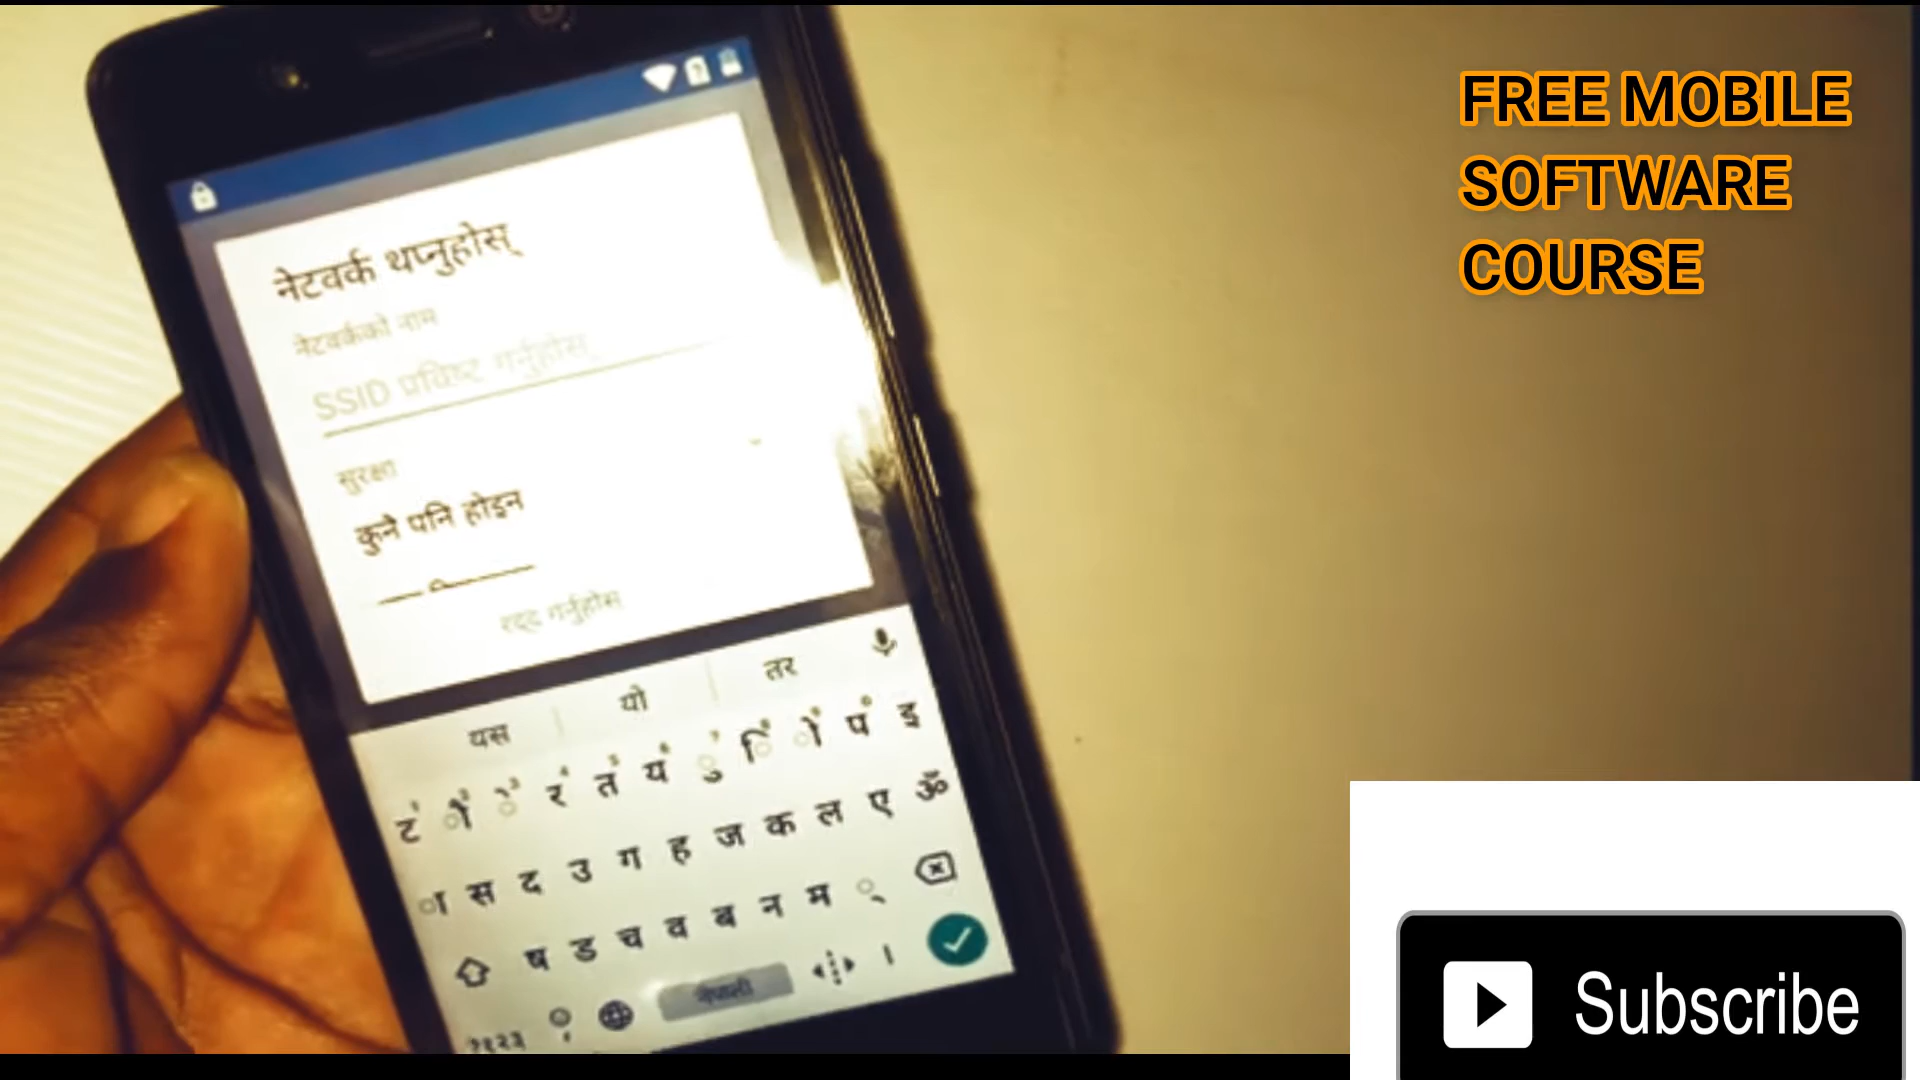 FREE MOBILE
SOFTWARE
COURSE
नेटवर्क थप्नुहोस्
नेटवर्कको नाम
SSID प्रविष्ट गर्नुहोस्
सुरक्षा
कुनै पनि होइन
रद्द गर्नुहोस्
यस यो तर
ट ौ े र त य ु ि ो प इ
ा स द उ ग ह ज क ल ए ॐ
ष ड च व ब न म ्
नेपाली ।
Subscribe